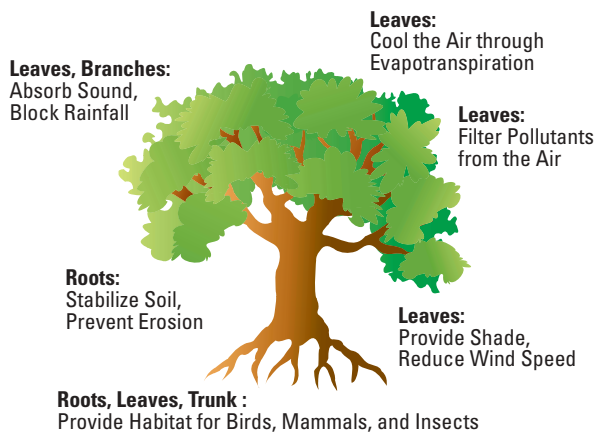 Leaves:
Cool the Air through
Evapotranspiration
Leaves, Branches:
Absorb Sound,
Block Rainfall
Leaves:
Filter Pollutants
from the Air
Roots:
Stabilize Soil,
Prevent Erosion
Leaves:
Provide Shade,
Reduce Wind Speed
Roots, Leaves, Trunk :
Provide Habitat for Birds, Mammals, and Insects